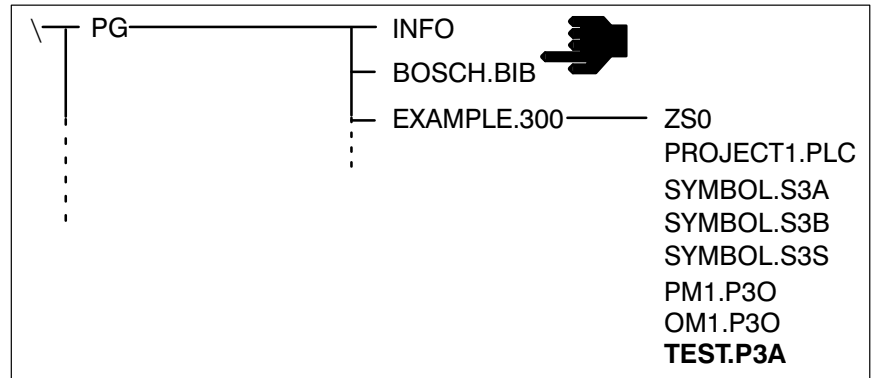 \ PG INFO
BOSCH.BIB
EXAMPLE.300 ZS0
PROJECT1.PLC
SYMBOL.S3A
SYMBOL.S3B
SYMBOL.S3S
PM1.P3O
OM1.P3O
TEST.P3A